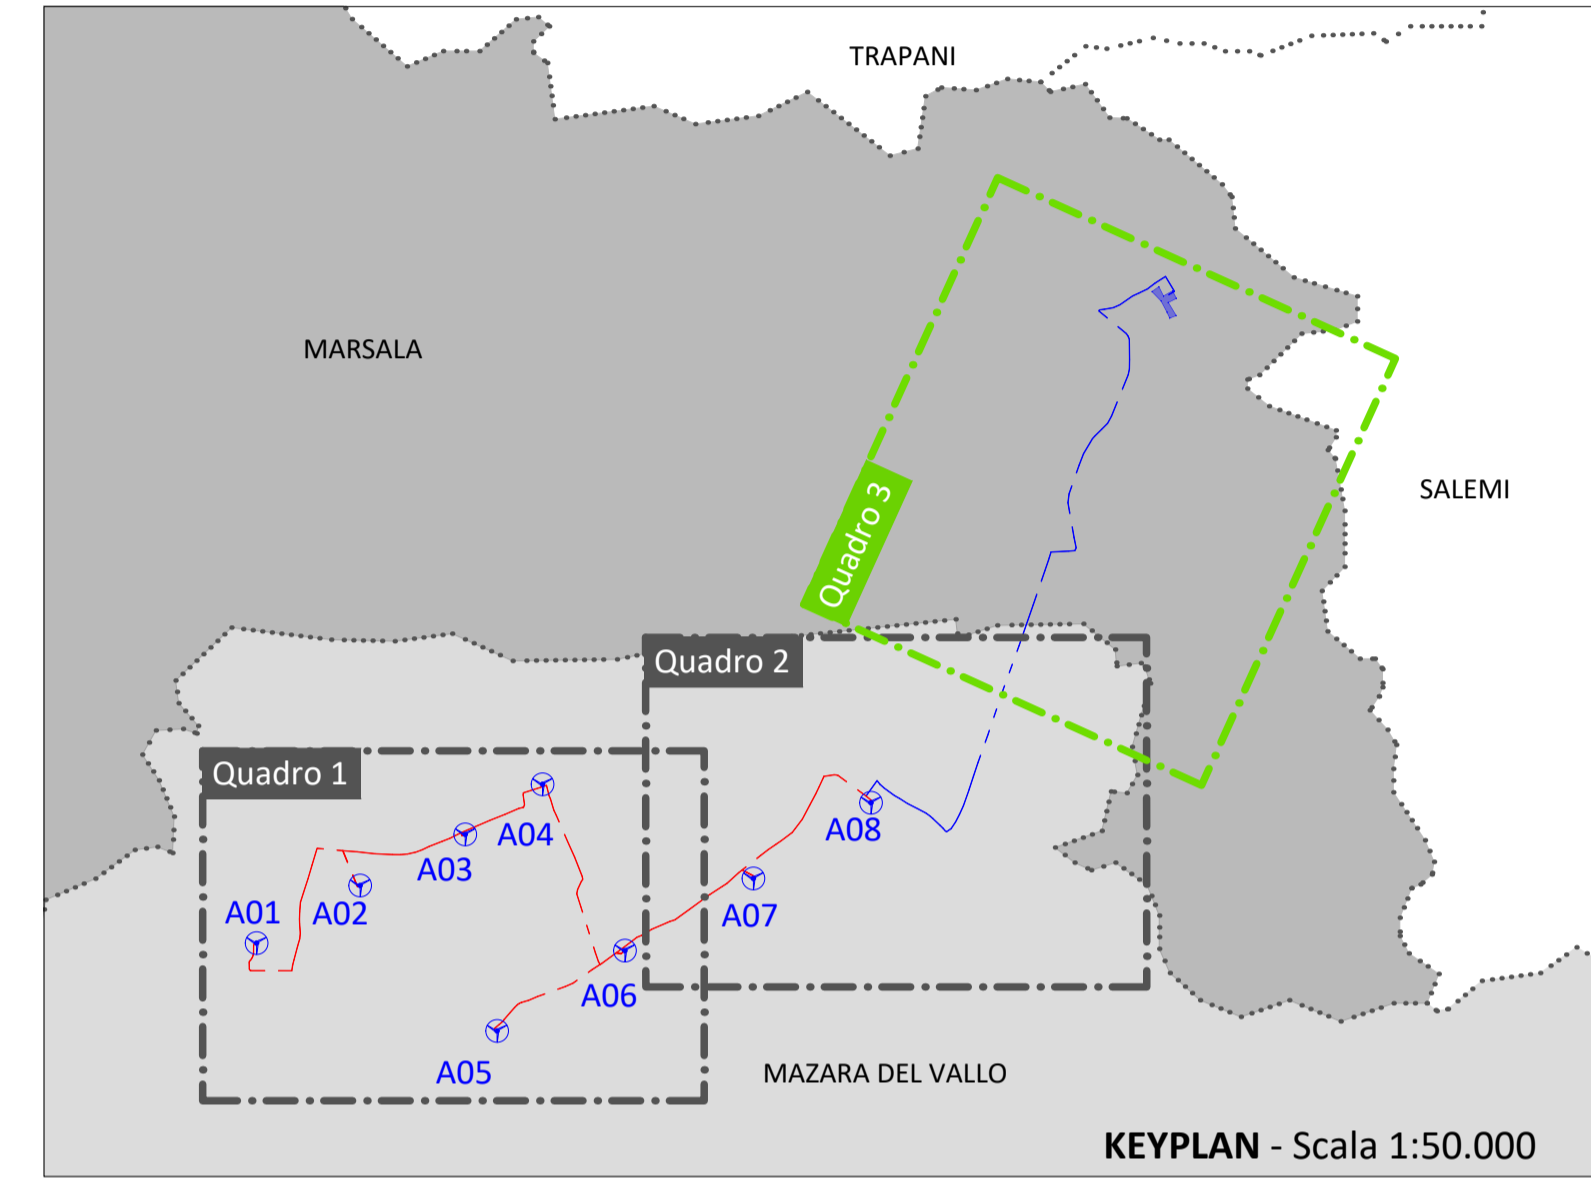 TRAPANI
MARSALA
SALEMI
Quadro 3
Quadro 2
Quadro 1
A04
A08
A03
A01
A02
A07
A06
A05
MAZARA DEL VALLO
KEYPLAN - Scala 1:50.000